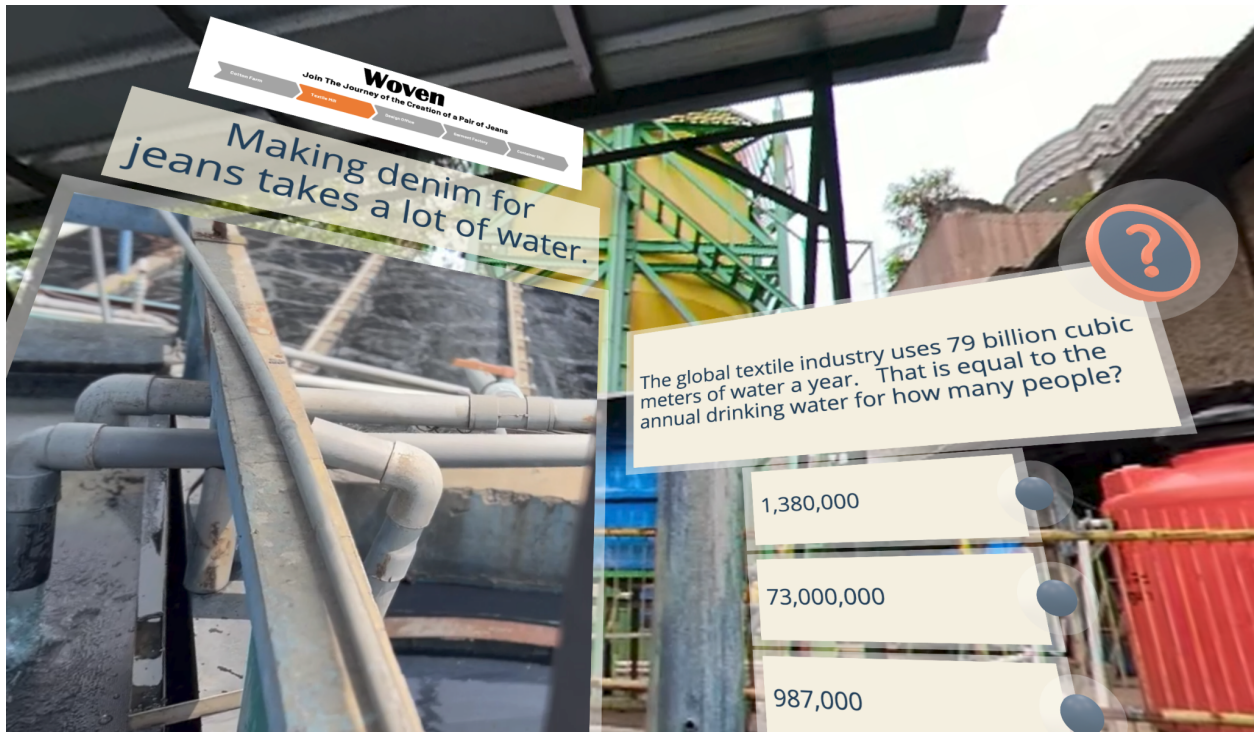 Woven
Join The Journey of the Creation of a Pair of Jeans
Cotton Farm
Textile Mill
Design Office
Garment Factory
Container Ship
Making denim for
jeans takes a lot of water.
?
The global textile industry uses 79 billion cubic
meters of water a year. That is equal to the
annual drinking water for how many people?
1,380,000
73,000,000
987,000